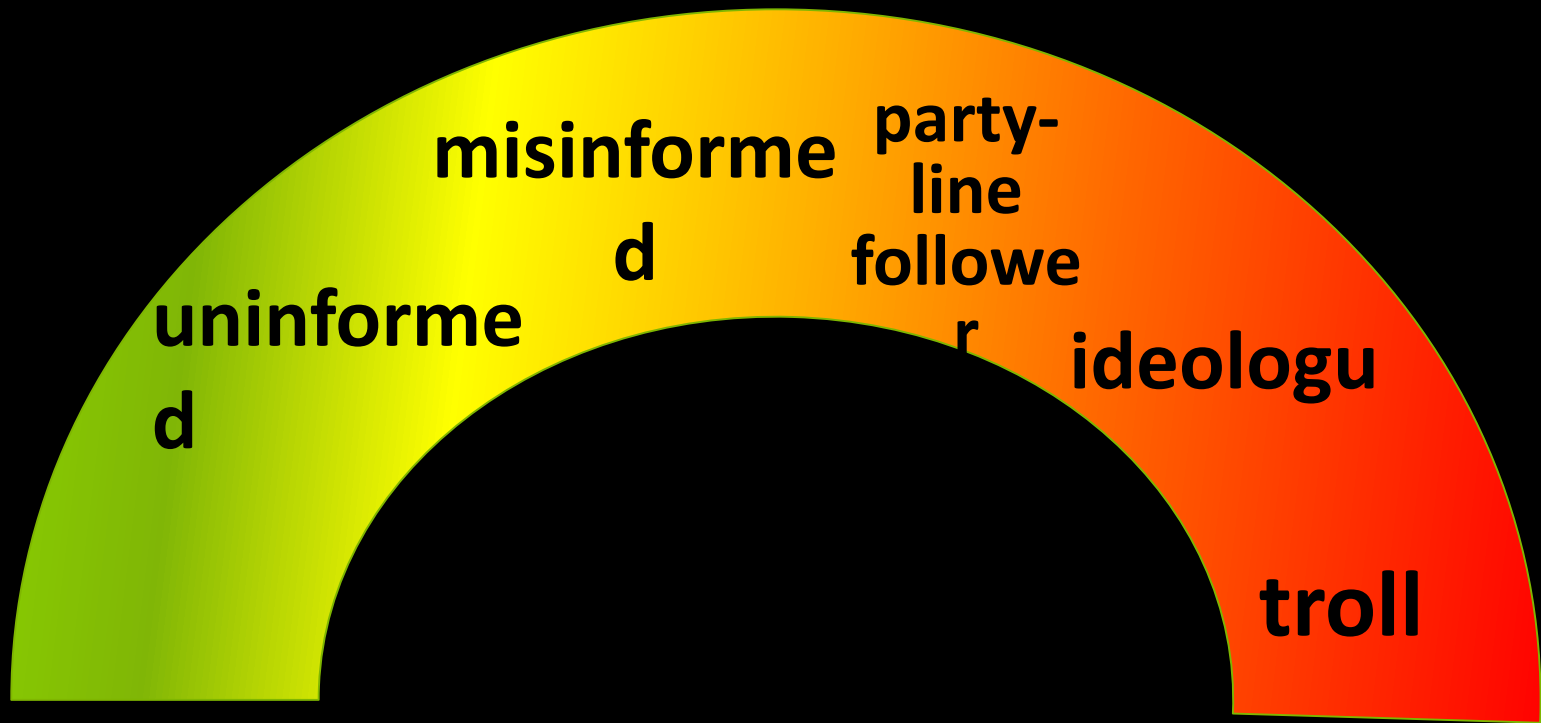 uninforme
d
misinforme
d
party-
line
followe
r
ideologu
troll